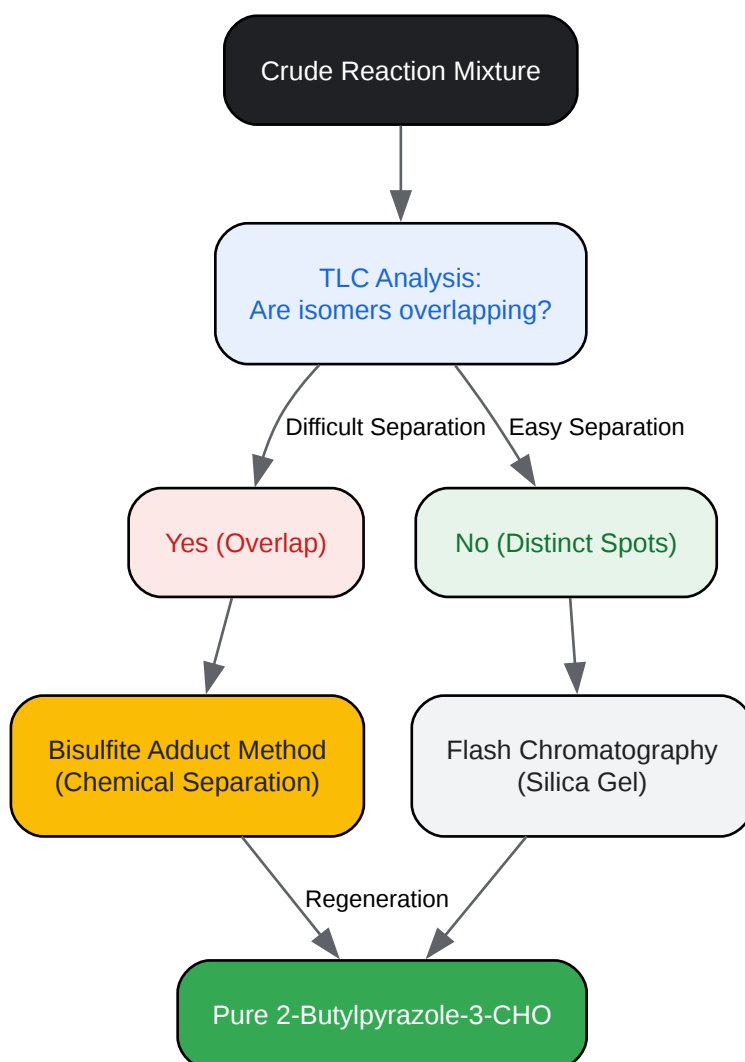 Crude Reaction Mixture
TLC Analysis:
Are isomers overlapping?
Difficult Separation
Easy Separation
Yes (Overlap)
No (Distinct Spots)
Bisulfite Adduct Method
(Chemical Separation)
Flash Chromatography
(Silica Gel)
Regeneration
Pure 2-Butylpyrazole-3-CHO